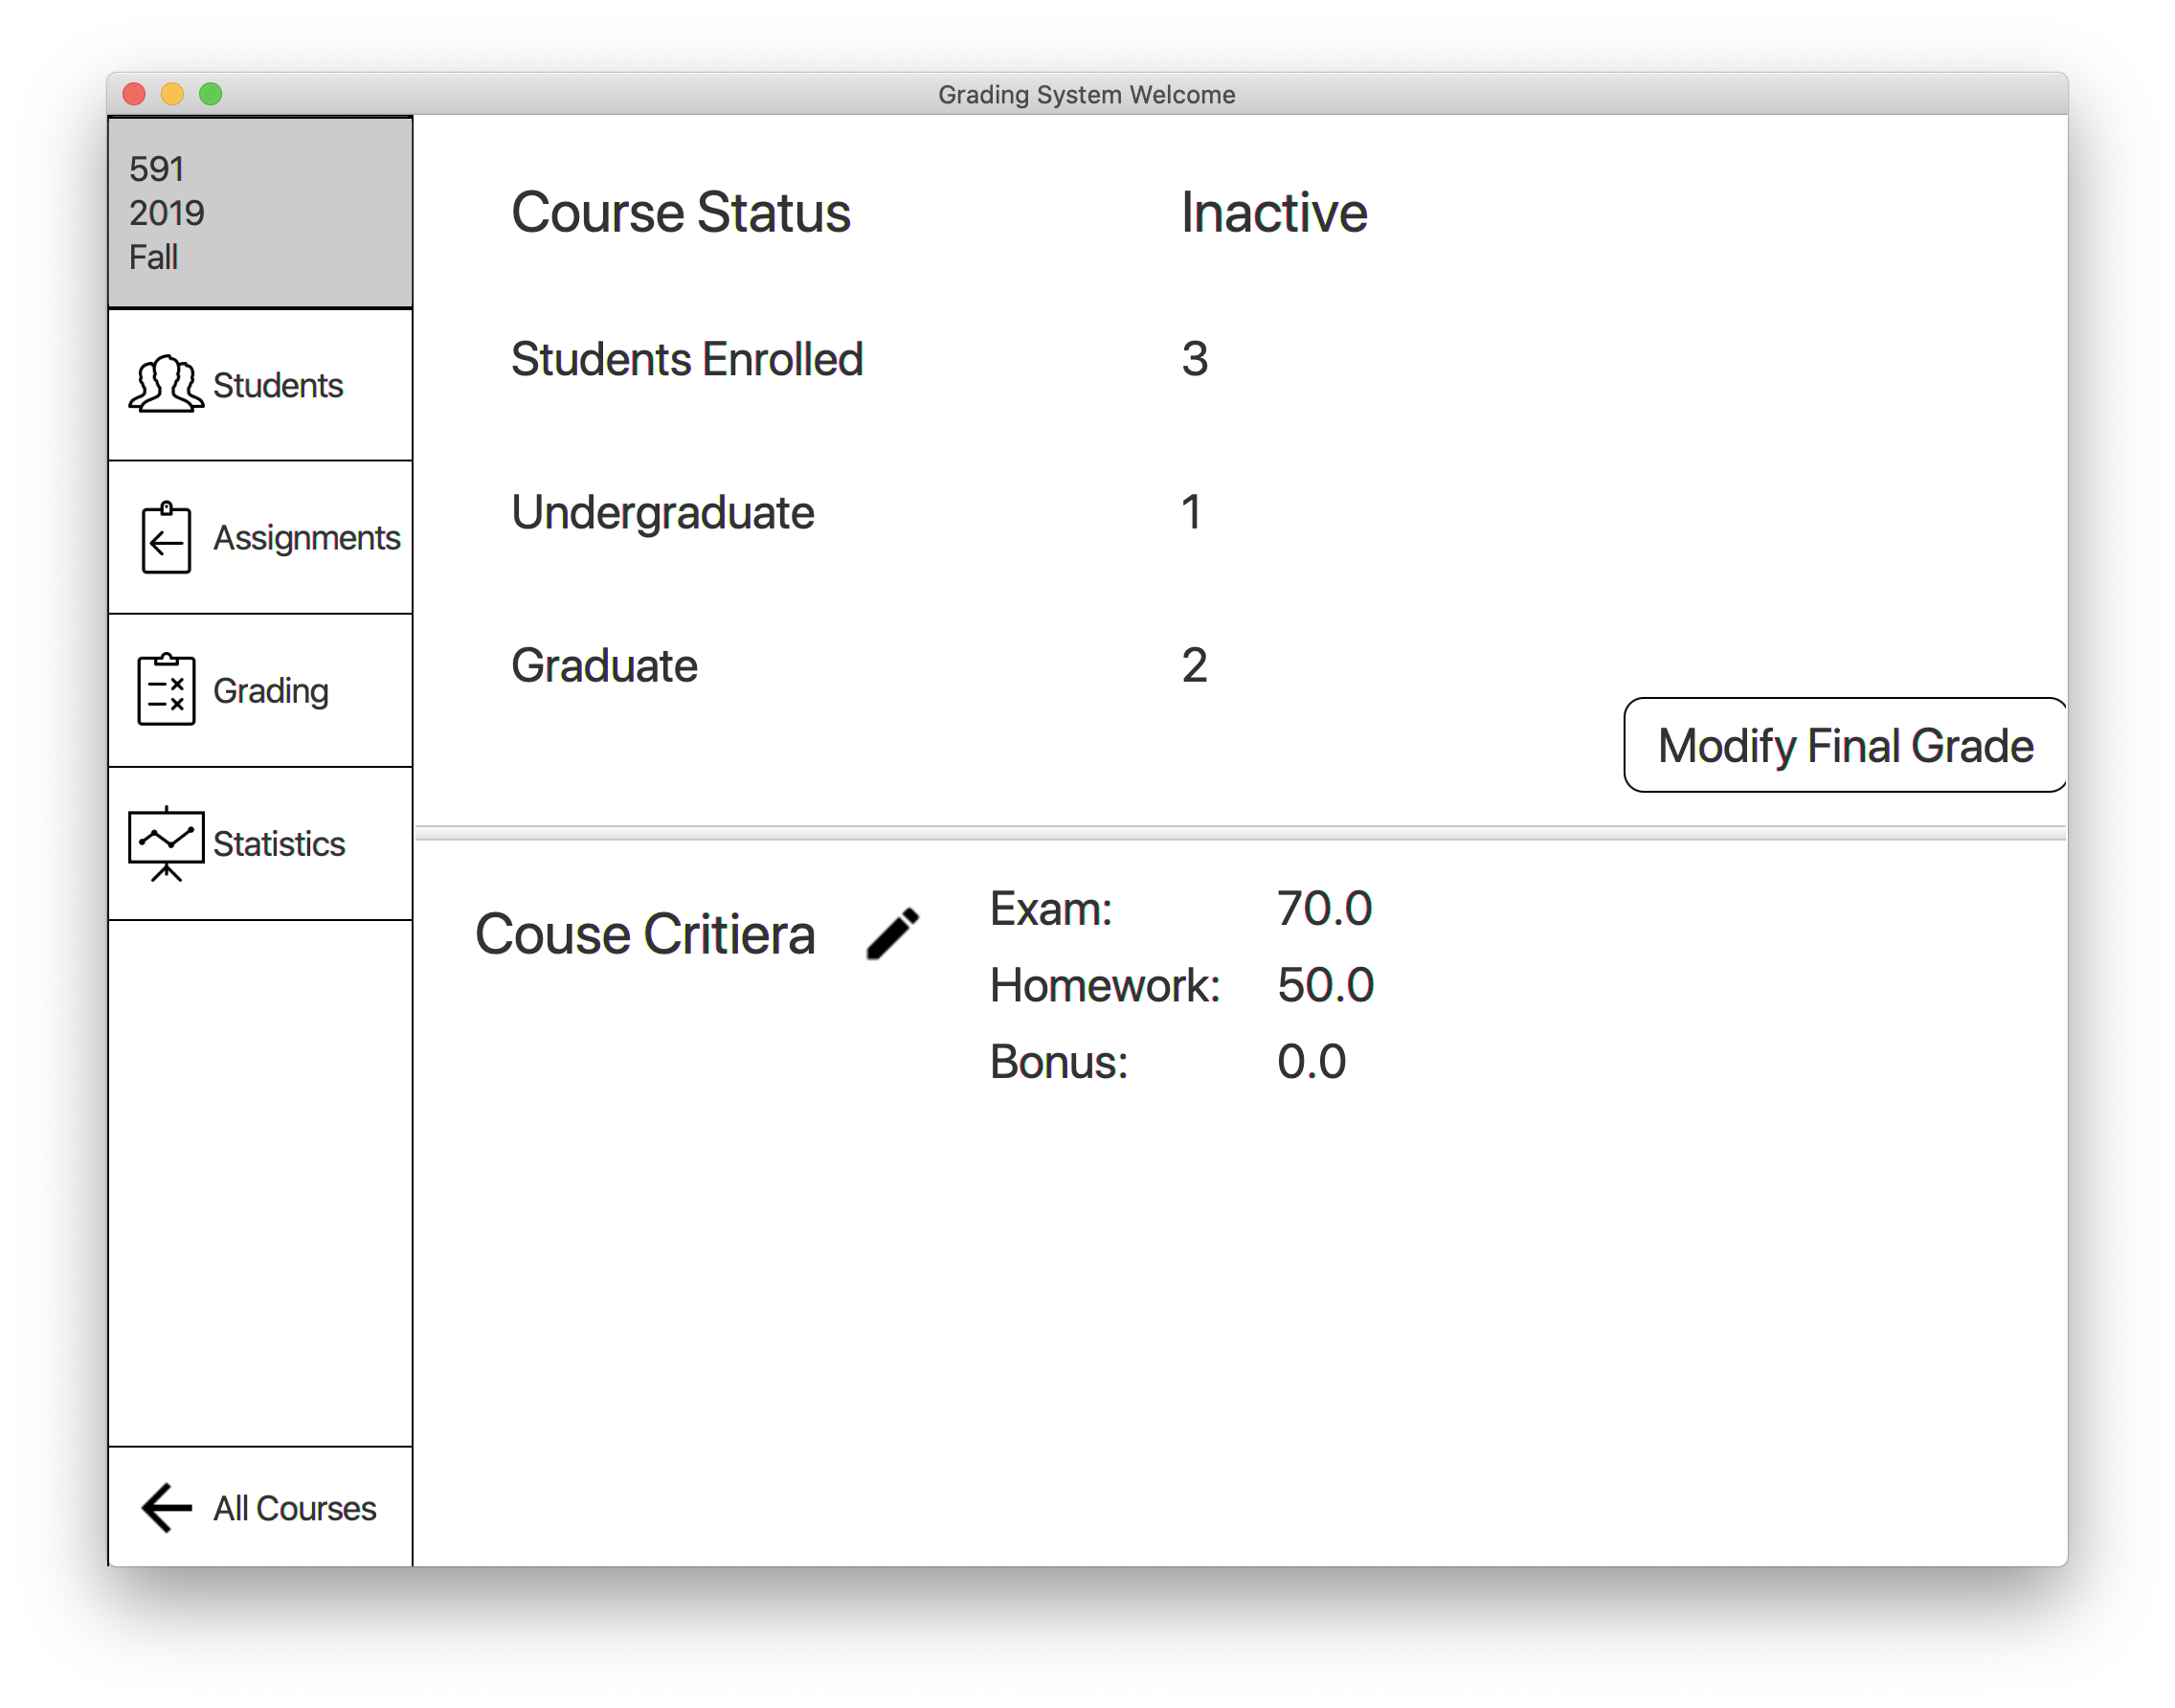 Grading System Welcome
591
2019
Fall
Students
Assignments
Grading
Statistics
All Courses
Course Status Inactive
Students Enrolled 3
Undergraduate 1
Graduate 2
Modify Final Grade
Couse Critiera
Exam: 70.0
Homework: 50.0
Bonus: 0.0